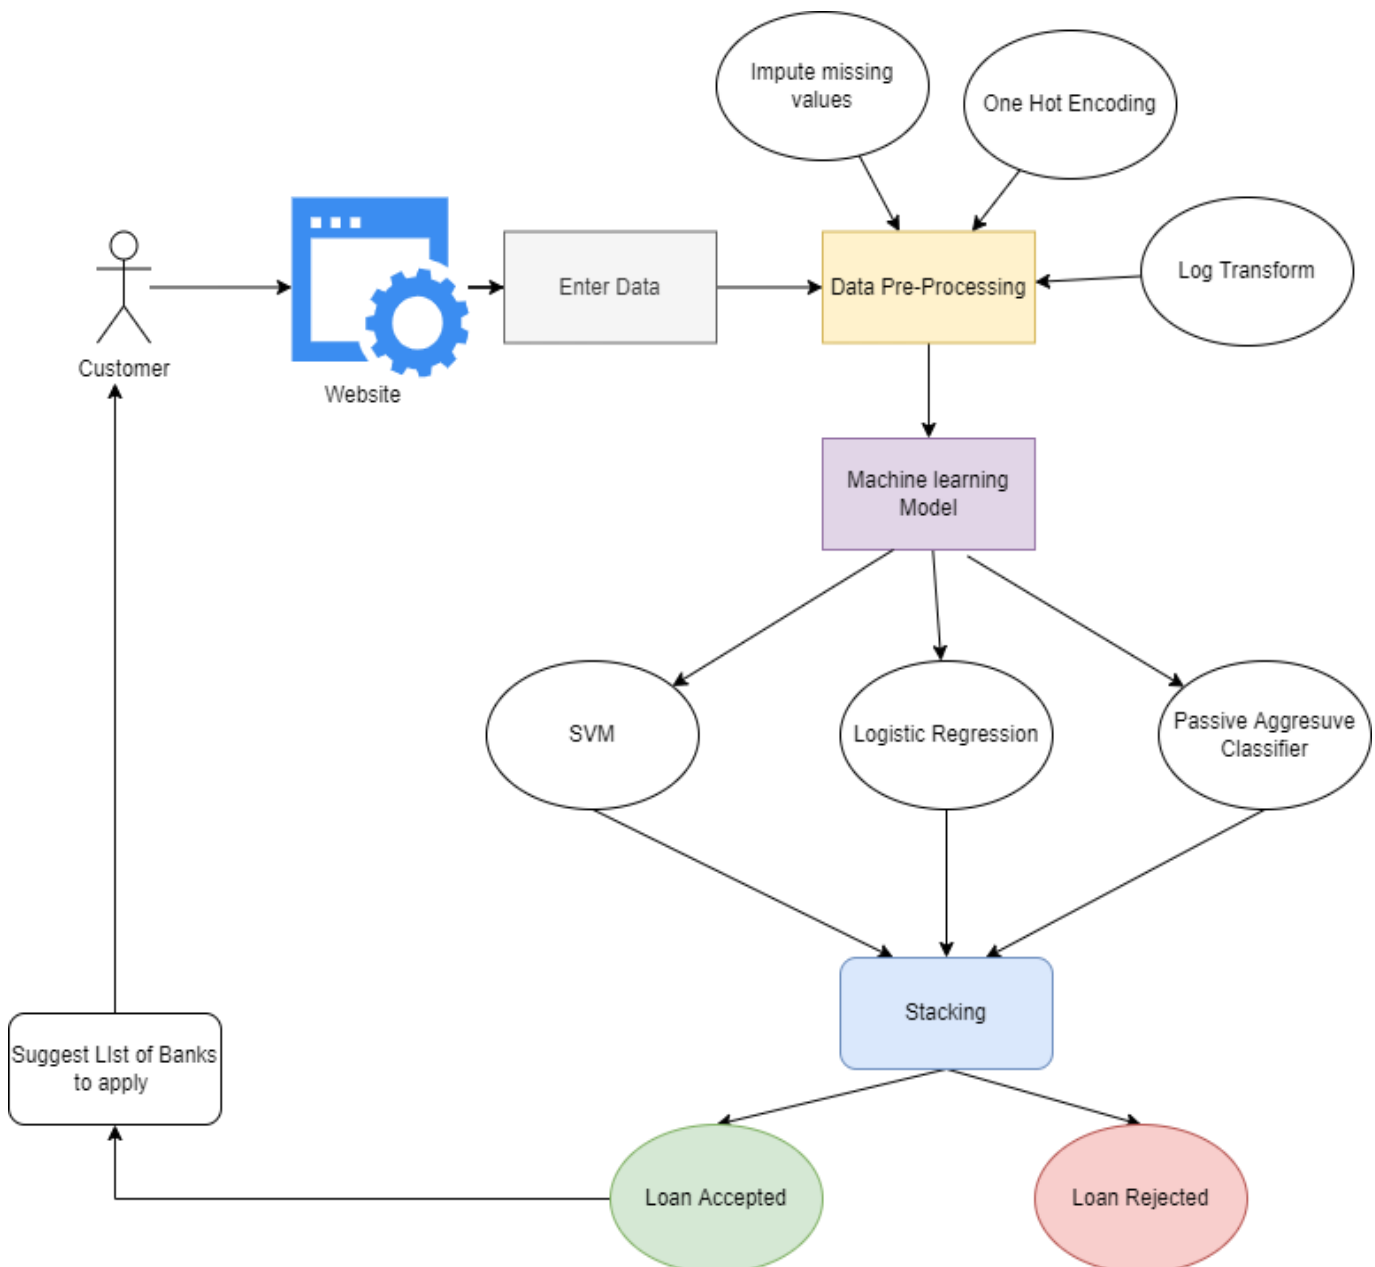 Impute missing
values
One Hot Encoding
Log Transform
Customer
Website
Enter Data
Data Pre-Processing
Machine learning
Model
SVM
Logistic Regression
Passive Aggresuve
Classifier
Stacking
Suggest LIst of Banks
to apply
Loan Accepted
Loan Rejected